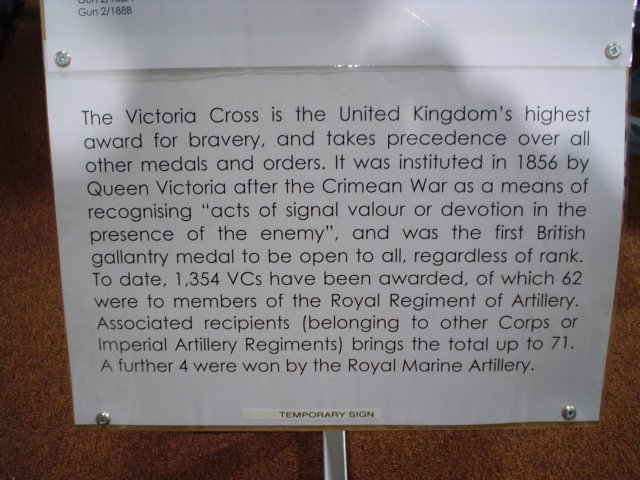 Gun 2/1888
The Victoria Cross is the United Kingdom's highest
award for bravery, and takes precedence over all
other medals and orders. It was instituted in 1856 by
Queen Victoria after the Crimean War as a means of
recognising “acts of signal valour or devotion in the
presence of the enemy”, and was the first British
gallantry medal to be open to all, regardless of rank.
To date, 1,354 VCs have been awarded, of which 62
were to members of the Royal Regiment of Artillery.
Associated recipients (belonging to other Corps or
Imperial Artillery Regiments) brings the total up to 71.
A further 4 were won by the Royal Marine Artillery.
TEMPORARY SIGN